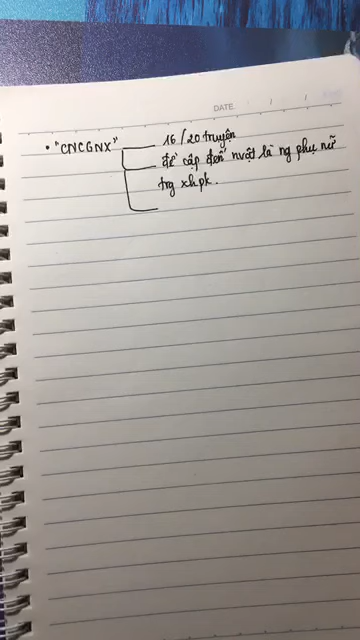 DATE / /
• "CNCGNX" 16/20 truyện
đề cập đến nvật là ng phụ nữ
trg xhpk.